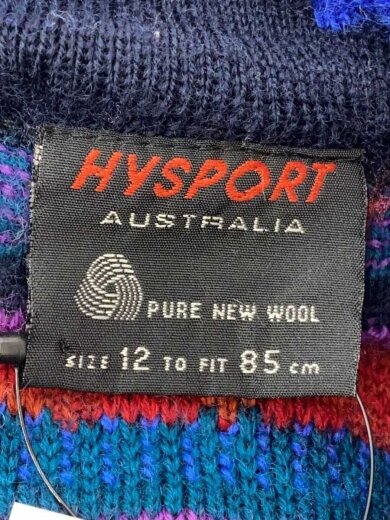 HYSPORT
AUSTRALIA
PURE NEW WOOL
SIZE 12 TO FIT 85 cm